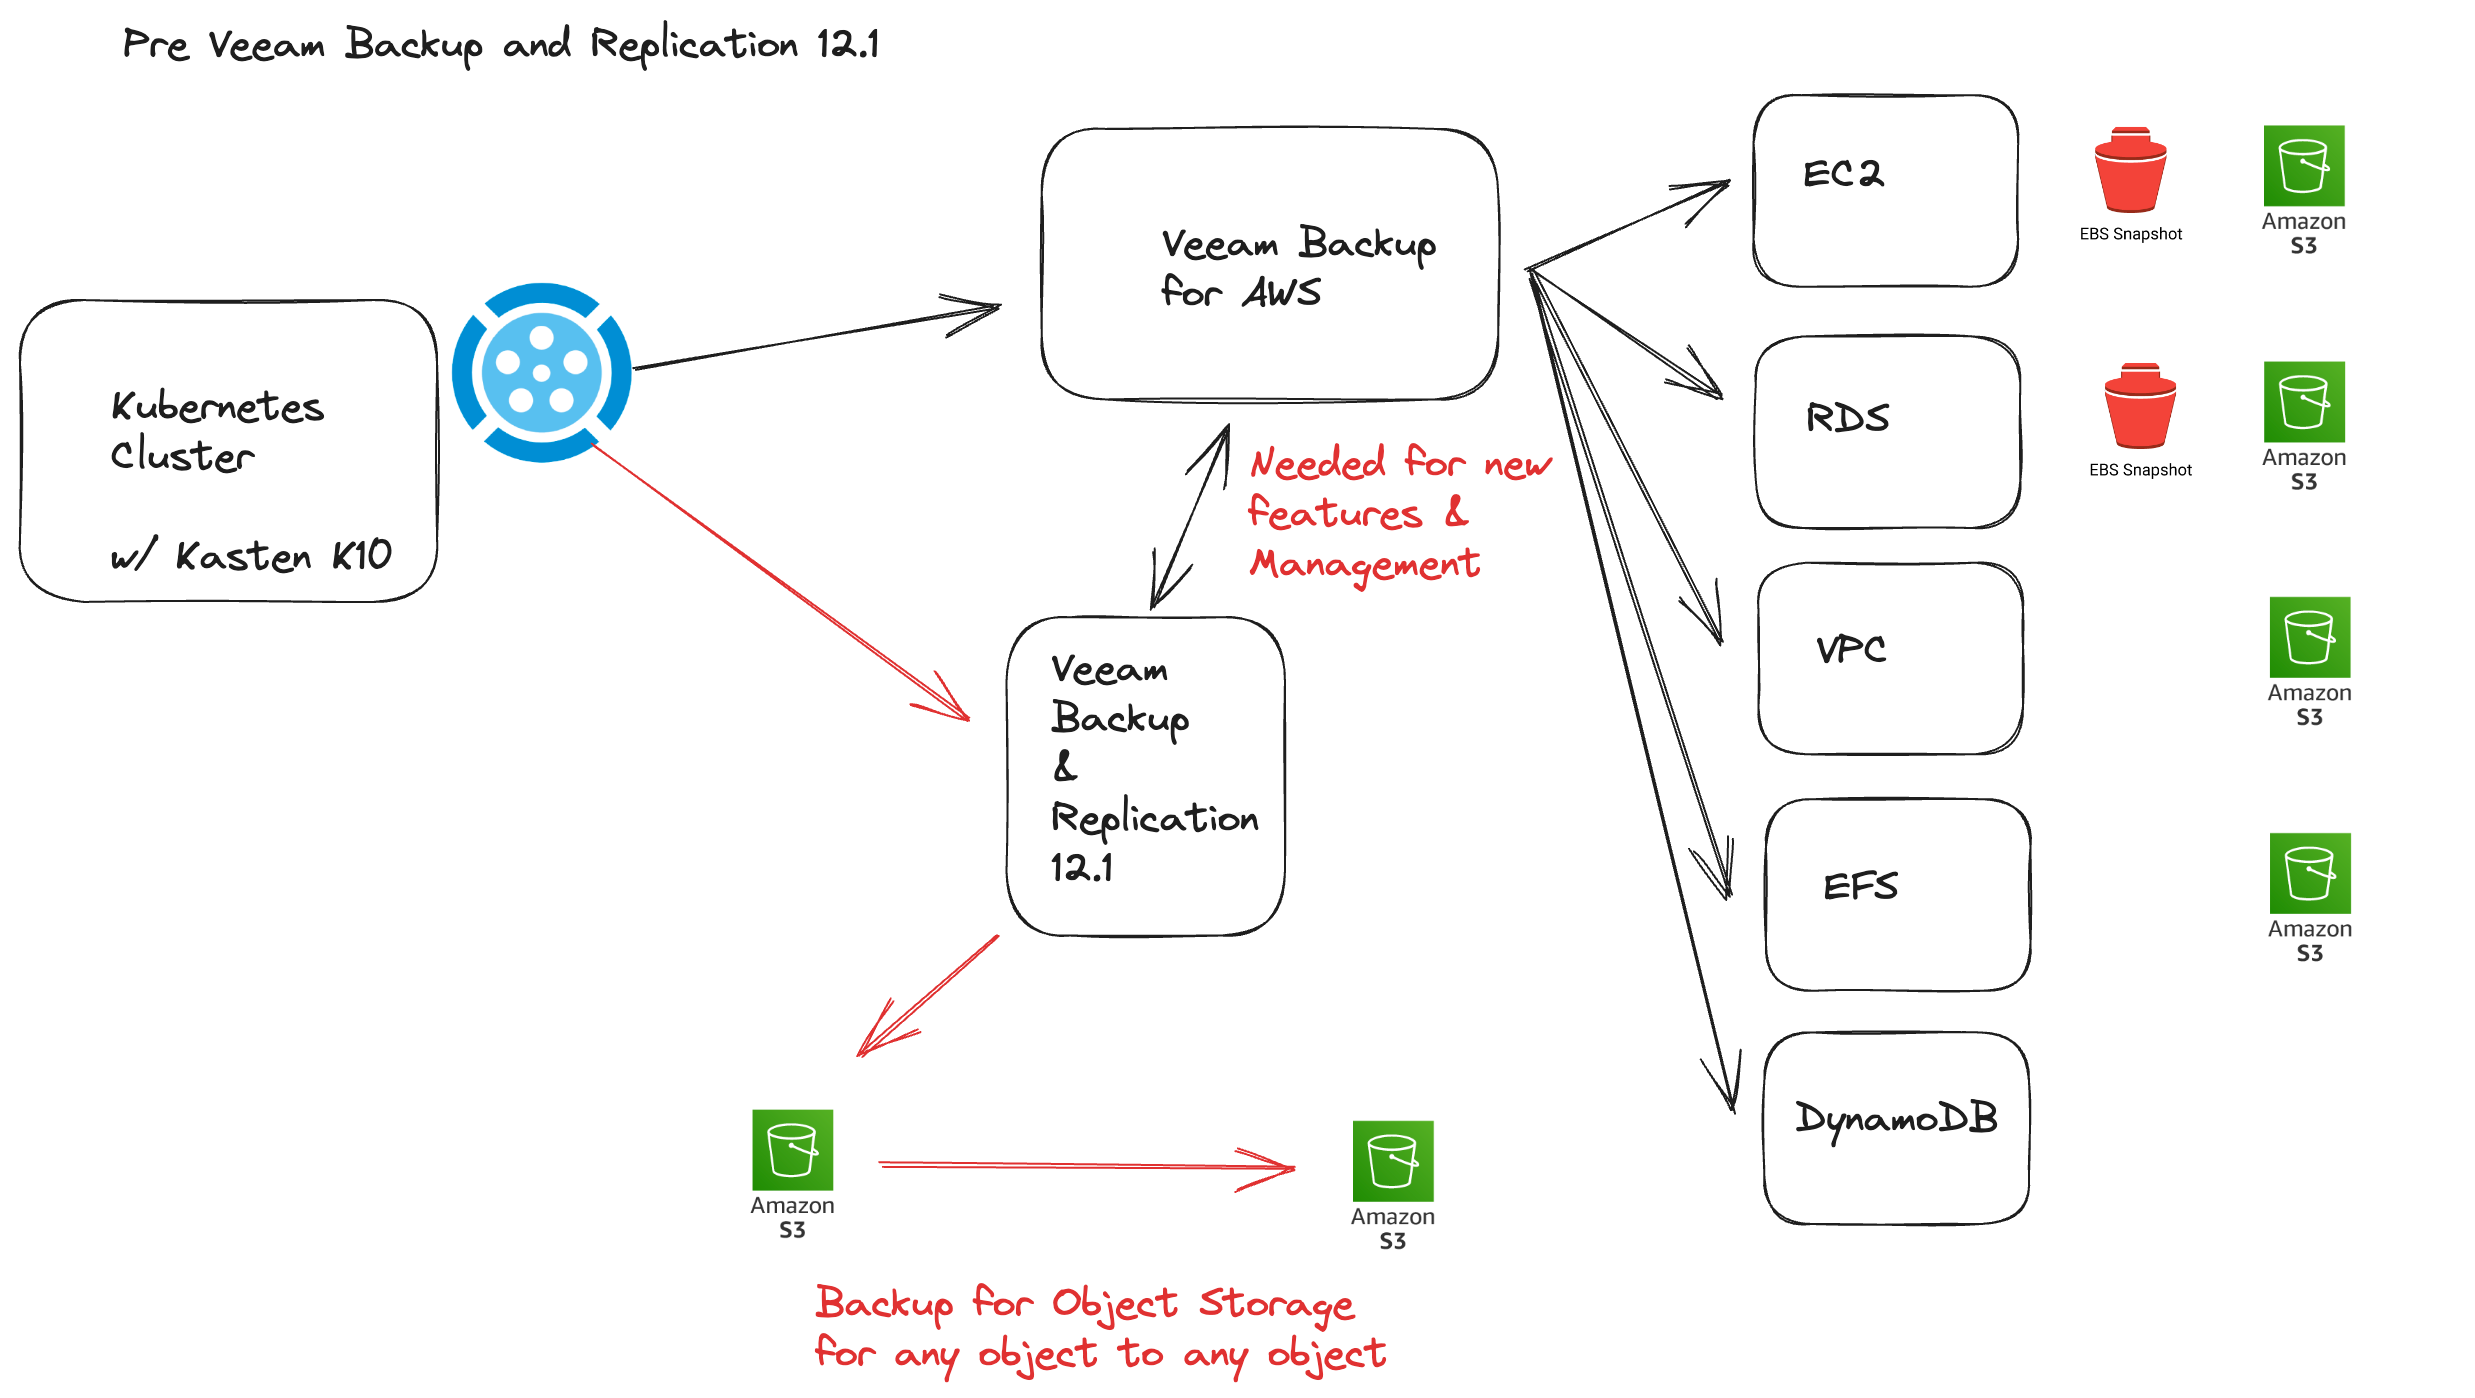 Pre Veeam Backup and Replication 12.1
Kubernetes
Cluster
w/ Kasten K10
Veeam Backup
for AWS
Needed for new
features &
Management
Veeam
Backup
&
Replication
12.1
EC2
EBS Snapshot
Amazon
S3
RDS
EBS Snapshot
Amazon
S3
VPC
Amazon
S3
EFS
Amazon
S3
DynamoDB
Amazon
S3
Amazon
S3
Backup for Object Storage
for any object to any object